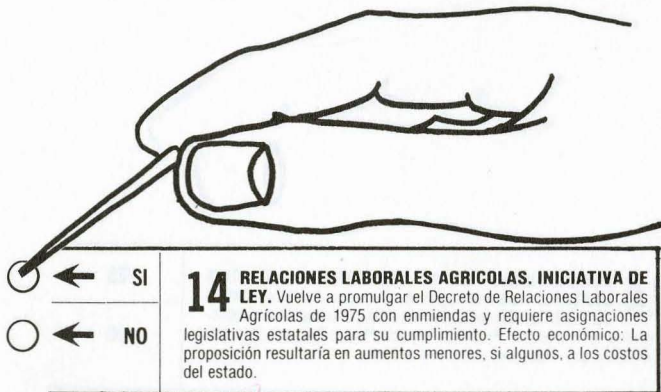 SI
NO
14 RELACIONES LABORALES AGRICOLAS. INICIATIVA DE
LEY. Vuelve a promulgar el Decreto de Relaciones Laborales
Agrícolas de 1975 con enmiendas y requiere asignaciones
legislativas estatales para su cumplimiento. Efecto económico: La
proposición resultaría en aumentos menores, si algunos, a los costos
del estado.